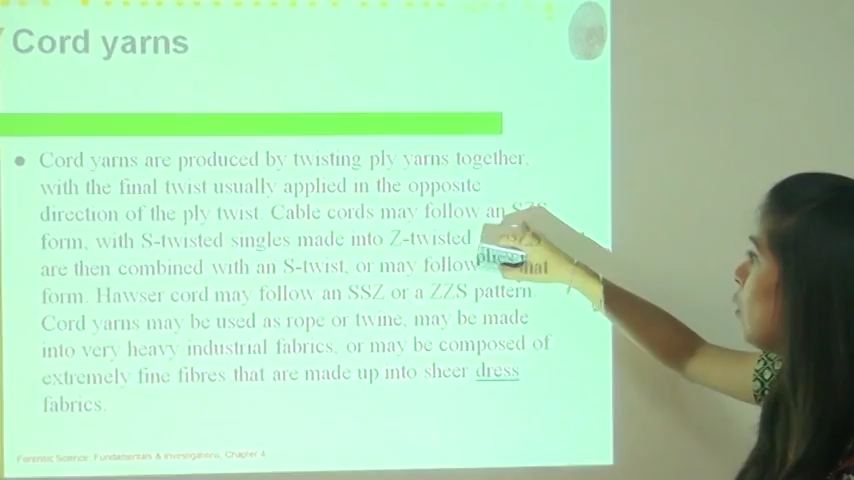 Cord yarns
Cord yarns are produced by twisting ply yarns together,
with the final twist usually applied in the opposite
direction of the ply twist. Cable cords may follow an SZS
form, with S-twisted singles made into Z-twisted
are then combined with an S-twist, or may follow
form. Hawser cord may follow an SSZ or a ZZS pattern.
Cord yarns may be used as rope or twine, may be made
into very heavy industrial fabrics, or may be composed of
extremely fine fibres that are made up into sheer dress
fabrics.
Forensic Science: Fundamentals & Investigations, Chapter 4